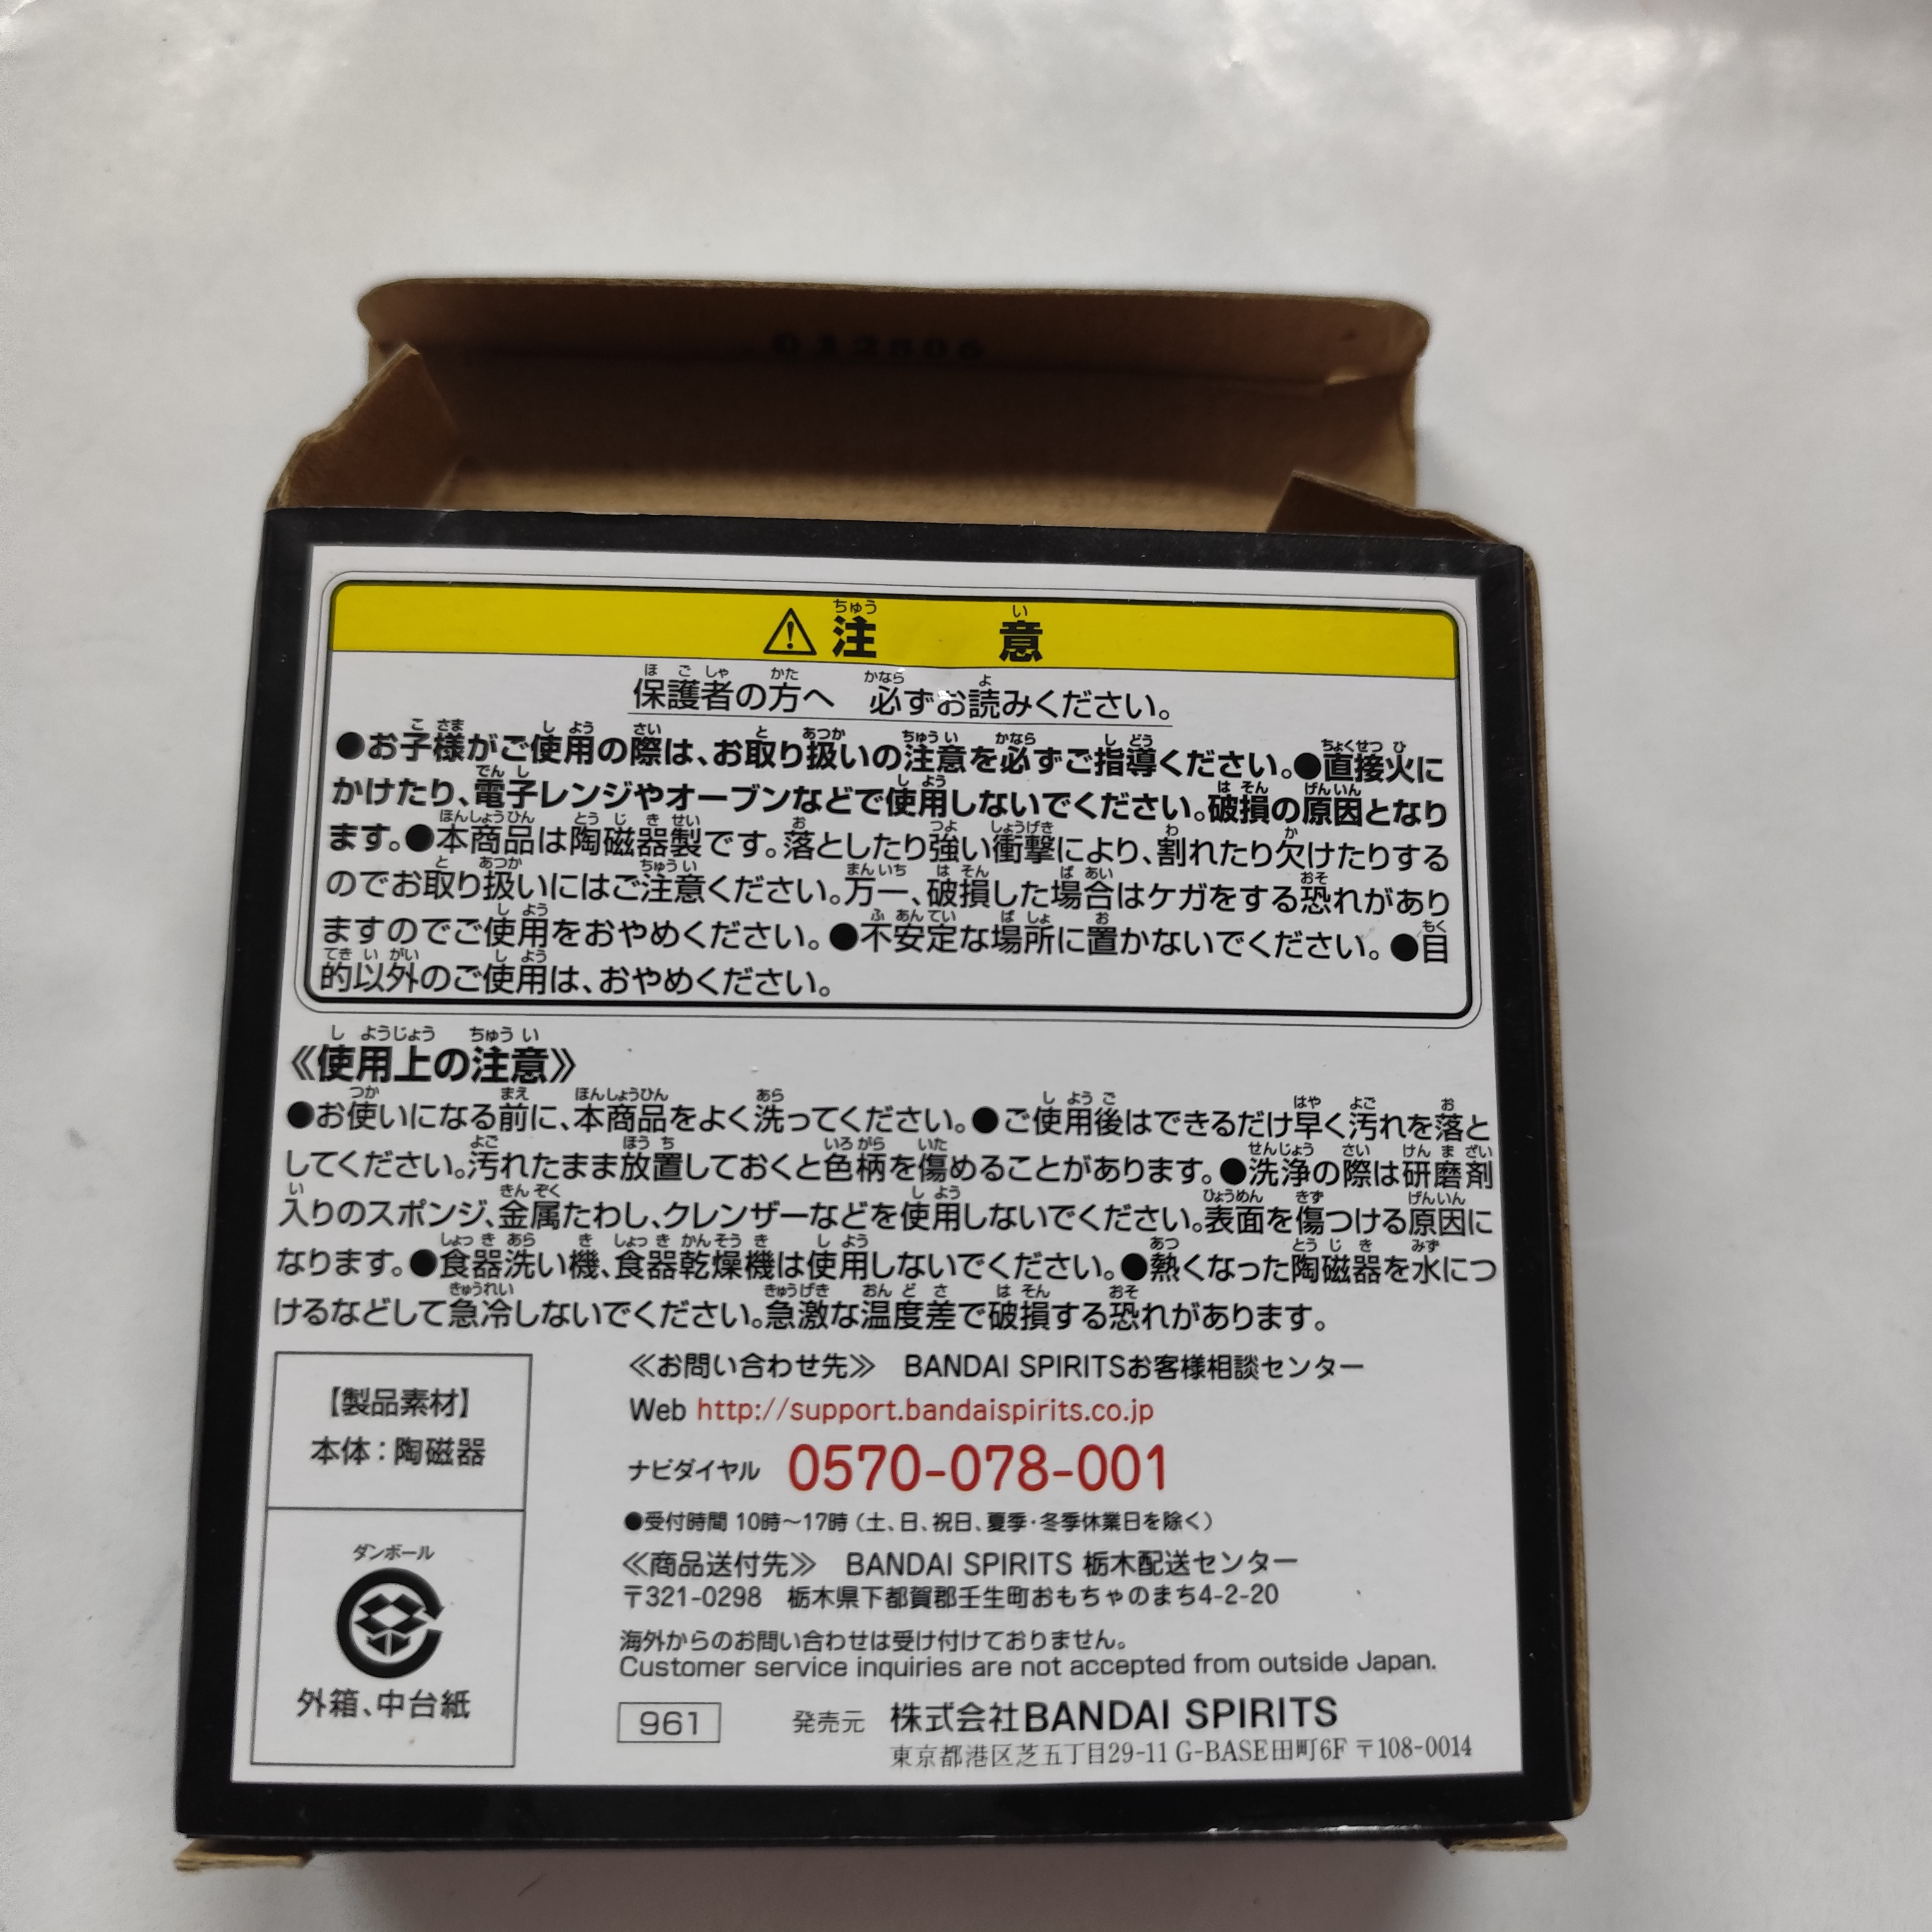 ⚠注意
保護者の方へ 必ずお読みください。
●お子様がご使用の際は、お取り扱いの注意を必ずご指導ください。●直接火に
かけたり、電子レンジやオーブンなどで使用しないでください。破損の原因となり
ます。●本商品は陶磁器製です。落としたり強い衝撃により、割れたり欠けたりする
のでお取り扱いにはご注意ください。万一、破損した場合はケガをする恐れがあり
ますのでご使用をおやめください。●不安定な場所に置かないでください。●目
的以外のご使用は、おやめください。
《使用上の注意》
●お使いになる前に、本商品をよく洗ってください。●ご使用後はできるだけ早く汚れを落と
してください。汚れたまま放置しておくと色柄を傷めることがあります。●洗浄の際は研磨剤
入りのスポンジ、金属たわし、クレンザーなどを使用しないでください。表面を傷つける原因に
なります。●食器洗い機、食器乾燥機は使用しないでください。●熱くなった陶磁器を水につ
けるなどして急冷しないでください。急激な温度差で破損する恐れがあります。
【製品素材】
本体：陶磁器
ダンボール
外箱、中台紙
≪お問い合わせ先≫ BANDAI SPIRITSお客様相談センター
Web http://support.bandaispirits.co.jp
ナビダイヤル 0570-078-001
●受付時間 10時～17時（土、日、祝日、夏季・冬季休業日を除く）
≪商品送付先≫ BANDAI SPIRITS 栃木配送センター
〒321-0298 栃木県下都賀郡壬生町おもちゃのまち4-2-20
海外からのお問い合わせは受け付けておりません。
Customer service inquiries are not accepted from outside Japan.
961 発売元 株式会社BANDAI SPIRITS
東京都港区芝五丁目29-11 G-BASE田町6F 〒108-0014